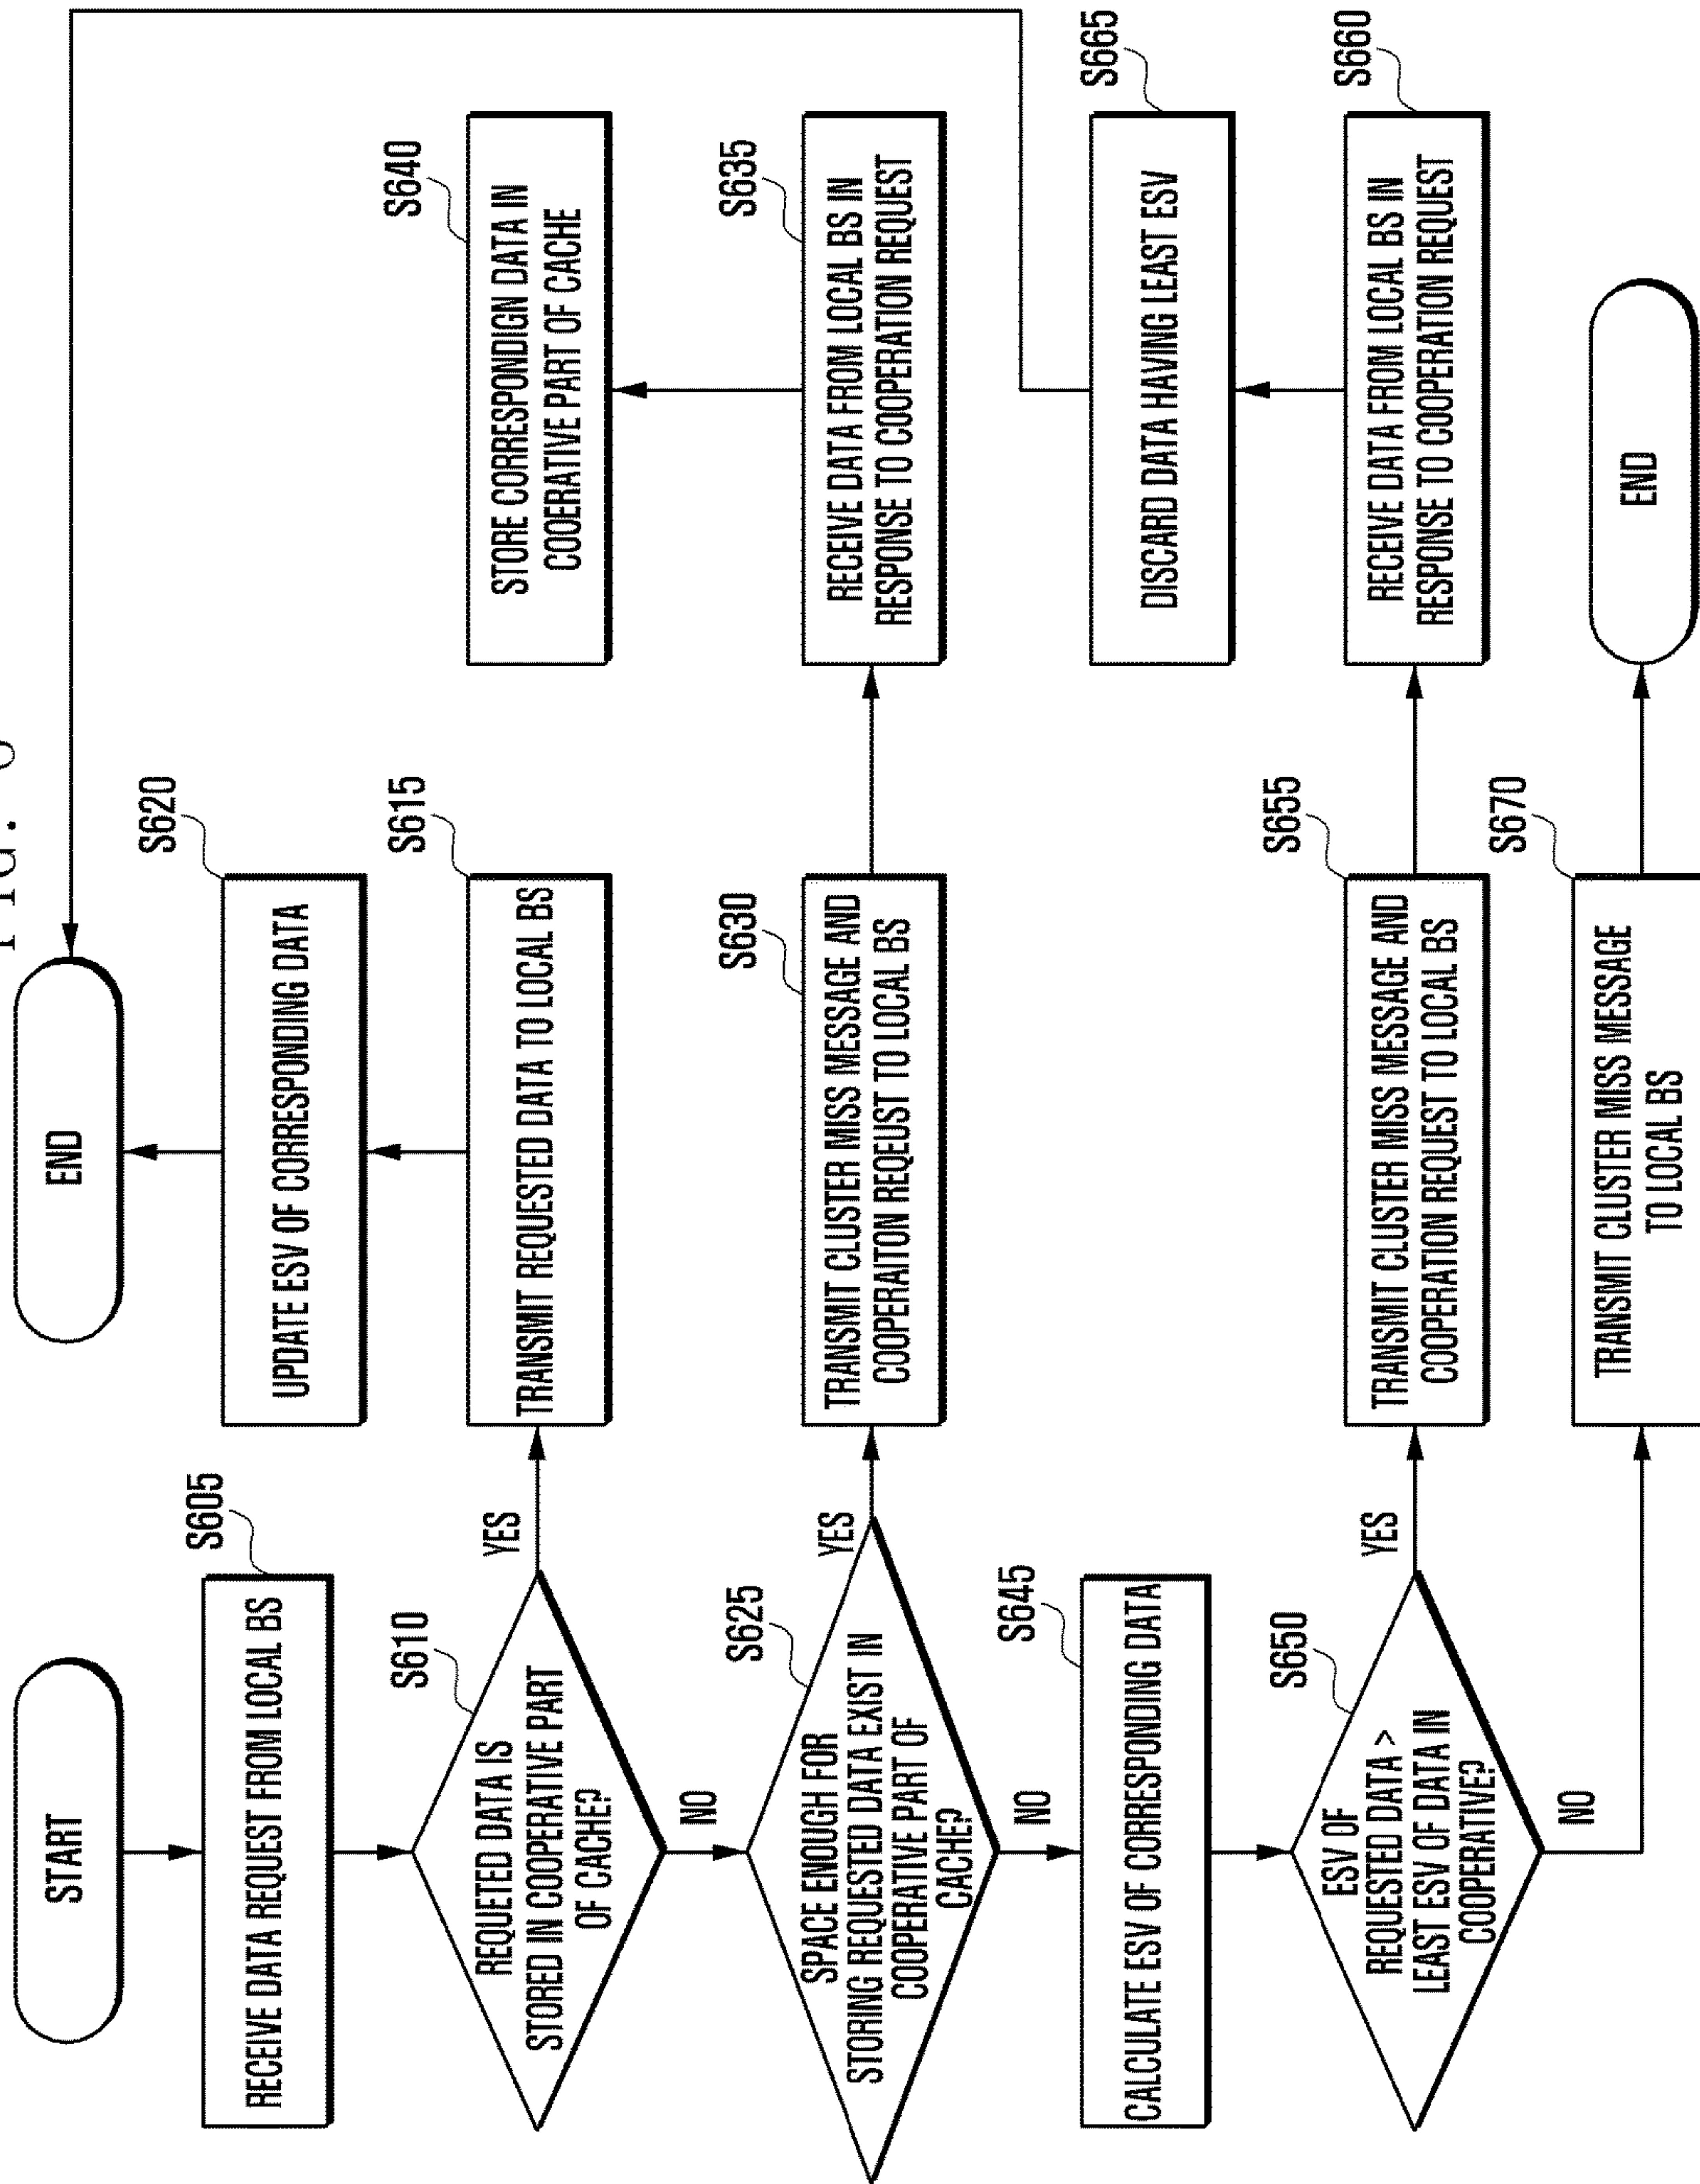 FIG. 6
START
RECEIVE DATA REQUEST FROM LOCAL BS
S605
REQUETED DATA IS
STORED IN COOPERATIVE PART
OF CACHE?
S610
YES
NO
TRANSMIT REQUESTED DATA TO LOCAL BS
S615
UPDATE ESV OF CORRESPONDING DATA
S620
END
SPACE ENOUGH FOR
STORING REQUESTED DATA EXIST IN
COOPERATIVE PART OF
CACHE?
S625
YES
NO
TRANSMIT CLUSTER MISS MESSAGE AND
COOPERAITON REQEUST TO LOCAL BS
S630
RECEIVE DATA FROM LOCAL BS IN
RESPONSE TO COOPERATION REQUEST
S635
STORE CORRESPONDIGN DATA IN
COOERATIVE PART OF CACHE
S640
CALCULATE ESV OF CORRESPONDING DATA
S645
ESV OF
REQUESTED DATA >
LEAST ESV OF DATA IN
COOPERATIVE?
S650
YES
NO
TRANSMIT CLUSTER MISS MESSAGE AND
COOPERATION REQUEST TO LOCAL BS
S655
RECEIVE DATA FROM LOCAL BS IN
RESPONSE TO COOPERATION REQUEST
S660
DISCARD DATA HAVING LEAST ESV
S665
TRANSMIT CLUSTER MISS MESSAGE
TO LOCAL BS
S670
END